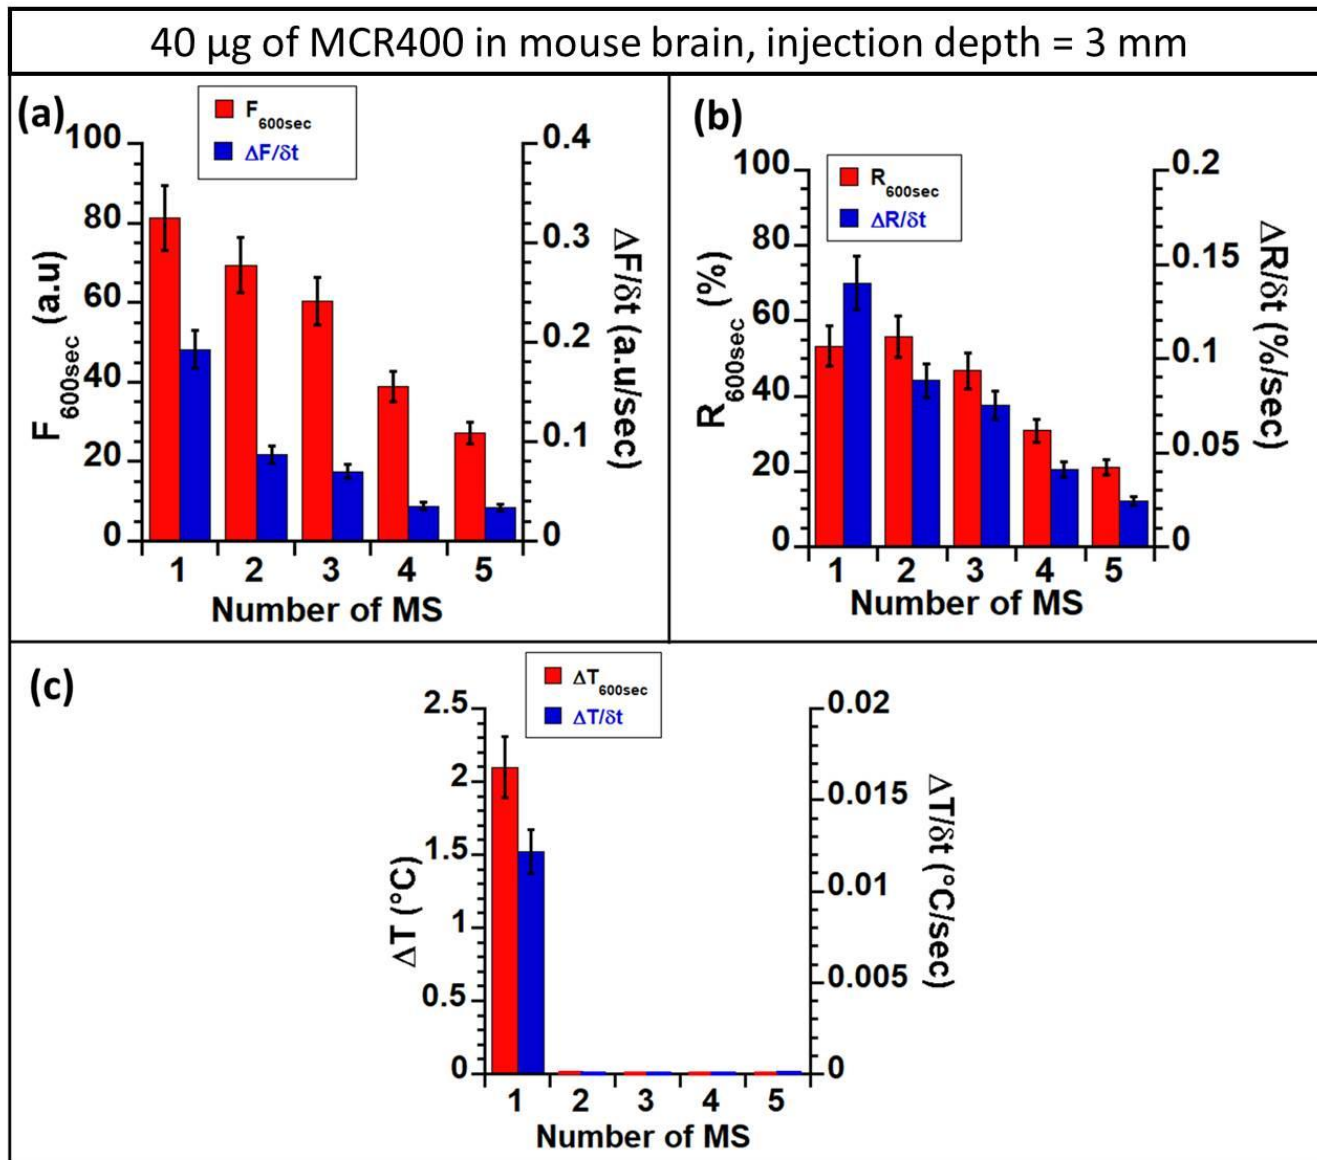 40 µg of MCR400 in mouse brain, injection depth = 3 mm
(a)
F600sec
ΔF/δt
100
80
60
40
20
0
F600sec (a.u)
0.4
0.3
0.2
0.1
0
ΔF/δt (a.u/sec)
1 2 3 4 5
Number of MS
(b)
R600sec
ΔR/δt
100
80
60
40
20
0
R600sec (%)
0.2
0.15
0.1
0.05
0
ΔR/δt (%/sec)
1 2 3 4 5
Number of MS
(c)
ΔT600sec
ΔT/δt
2.5
2
1.5
1
0.5
0
ΔT (°C)
0.02
0.015
0.01
0.005
0
ΔT/δt (°C/sec)
1 2 3 4 5
Number of MS